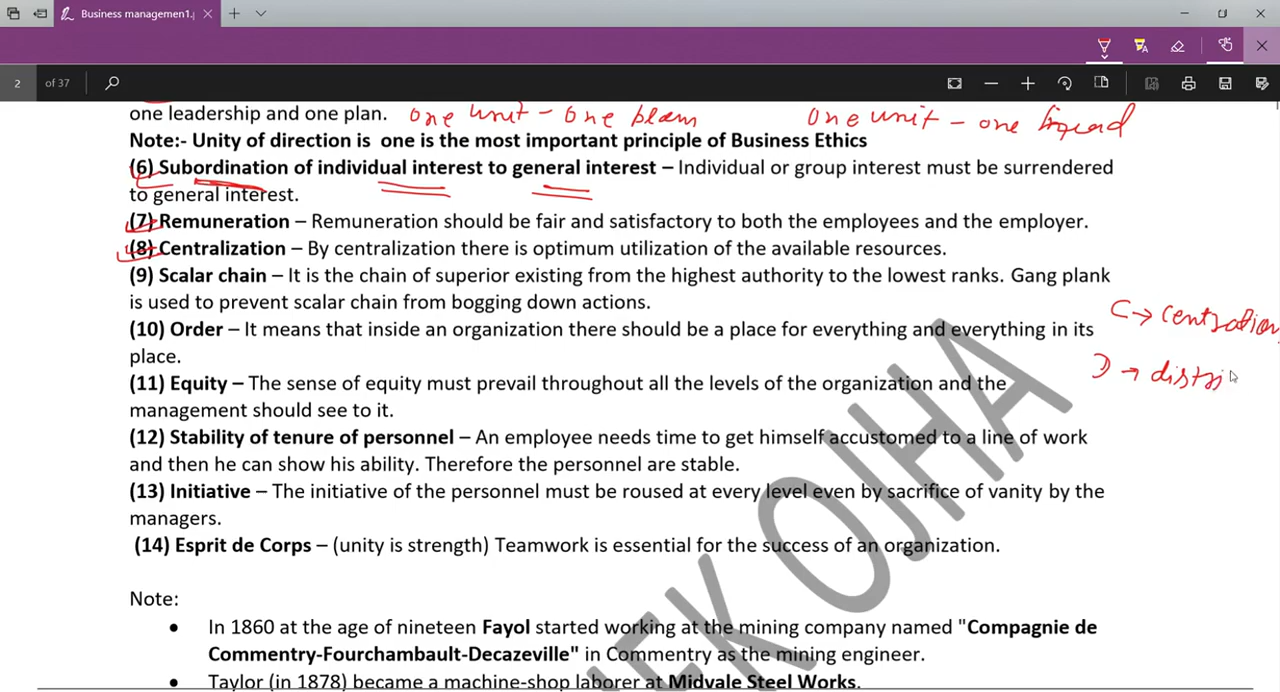 Business management1.p
2 of 37
one leadership and one plan. one unit - one plan one unit - one
Note:- Unity of direction is one is the most important principle of Business Ethics
(6) Subordination of individual interest to general interest – Individual or group interest must be surrendered
to general interest.
(7) Remuneration – Remuneration should be fair and satisfactory to both the employees and the employer.
(8) Centralization – By centralization there is optimum utilization of the available resources.
(9) Scalar chain – It is the chain of superior existing from the highest authority to the lowest ranks. Gang plank
is used to prevent scalar chain from bogging down actions.
C → centration
(10) Order – It means that inside an organization there should be a place for everything and everything in its
place.
D → distri
(11) Equity – The sense of equity must prevail throughout all the levels of the organization and the
management should see to it.
(12) Stability of tenure of personnel – An employee needs time to get himself accustomed to a line of work
and then he can show his ability. Therefore the personnel are stable.
(13) Initiative – The initiative of the personnel must be roused at every level even by sacrifice of vanity by the
managers.
(14) Esprit de Corps – (unity is strength) Teamwork is essential for the success of an organization.
EK OJHA
Note:
• In 1860 at the age of nineteen Fayol started working at the mining company named "Compagnie de
Commentry-Fourchambault-Decazeville" in Commentry as the mining engineer.
• Taylor (in 1878) became a machine-shop laborer at Midvale Steel Works.